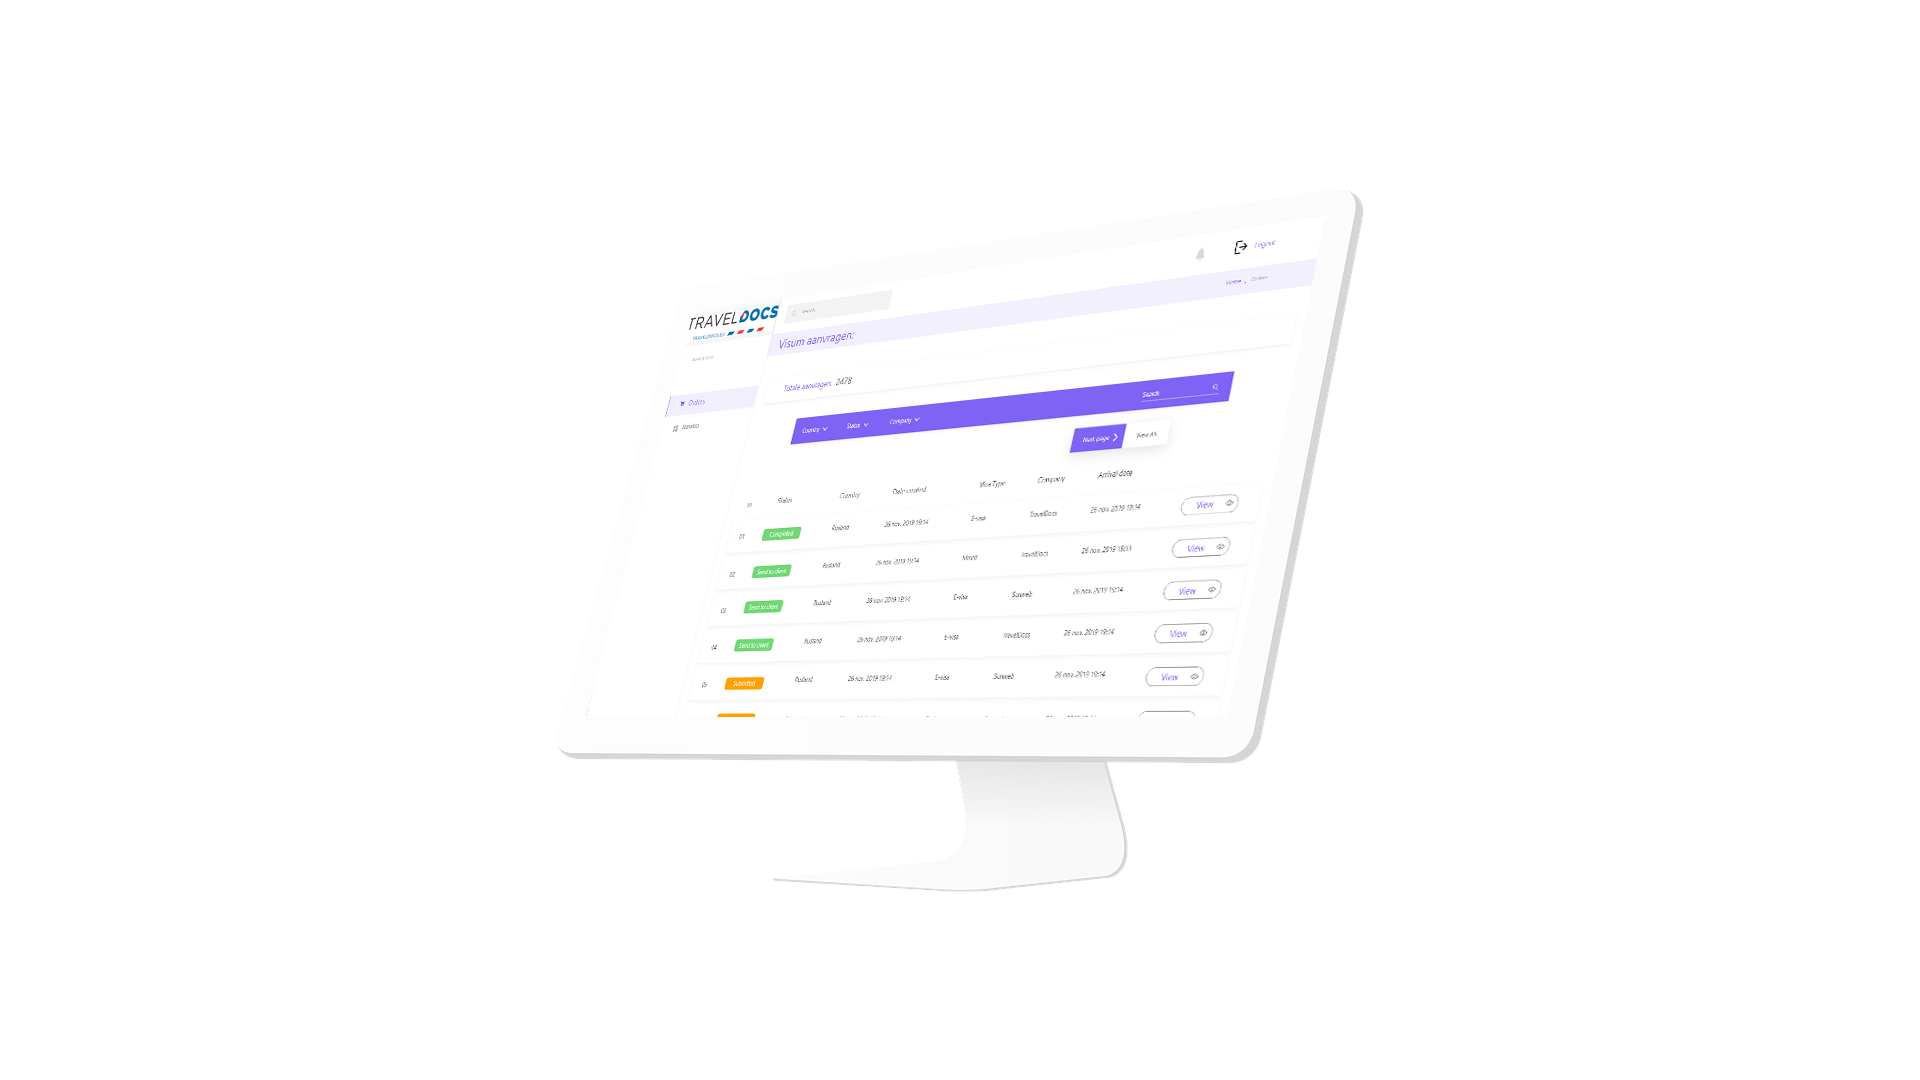 Logout
Home . Orders
TRAVELDOCS
Search...
Visum aanvragen:
Totale aanvragen: 2478
Orders
Statistics
Country Status Company Search
Next page View All
Status Country Date created Visa Type Company Arrival date
01 Completed Rusland 26 nov. 2019 19:14 E-visa TravelDocs 26 nov. 2019 19:14 View
02 Send to client Rusland 26 nov. 2019 19:14 Mixed TravelDocs 26 nov. 2019 19:14 View
03 Send to client Rusland 26 nov. 2019 19:14 E-visa Sunweb 26 nov. 2019 19:14 View
04 Send to client Rusland 26 nov. 2019 19:14 E-visa TravelDocs 26 nov. 2019 19:14 View
05 Submitted Rusland 26 nov. 2019 19:14 E-visa Sunweb 26 nov. 2019 19:14 View